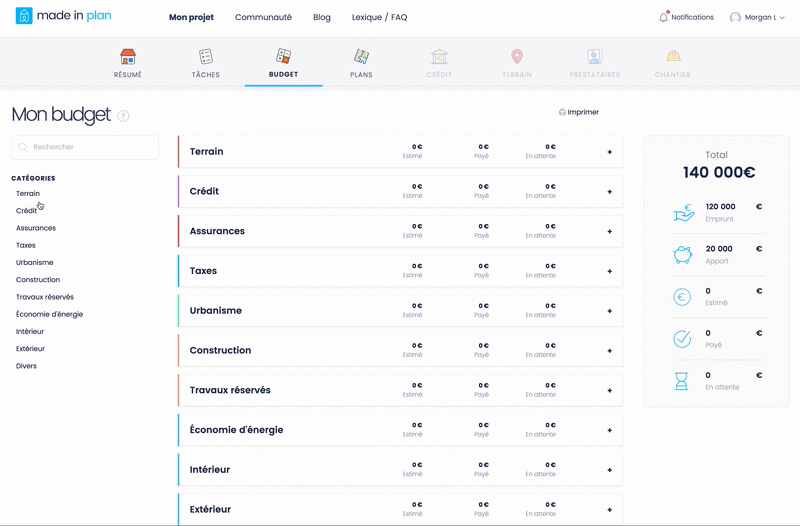 made in plan
Mon projet
Communauté
Blog
Lexique / FAQ
Notifications
Morgan L
RÉSUMÉ
TÂCHES
BUDGET
PLANS
CRÉDIT
TERRAIN
PRESTATAIRES
CHANTIER
Mon budget ?
Imprimer
Rechercher
CATÉGORIES
Terrain
Crédit
Assurances
Taxes
Urbanisme
Construction
Travaux réservés
Économie d'énergie
Intérieur
Extérieur
Divers
Terrain 0 € 0 € 0 € +
Estimé Payé En attente
Crédit 0 € 0 € 0 € +
Estimé Payé En attente
Assurances 0 € 0 € 0 € +
Estimé Payé En attente
Taxes 0 € 0 € 0 € +
Estimé Payé En attente
Urbanisme 0 € 0 € 0 € +
Estimé Payé En attente
Construction 0 € 0 € 0 € +
Estimé Payé En attente
Travaux réservés 0 € 0 € 0 € +
Estimé Payé En attente
Économie d'énergie 0 € 0 € 0 € +
Estimé Payé En attente
Intérieur 0 € 0 € 0 € +
Estimé Payé En attente
Extérieur 0 € 0 € 0 € +
Estimé Payé En attente
Total
140 000€
120 000 €
Emprunt
20 000 €
Apport
0 €
Estimé
0 €
Payé
0 €
En attente